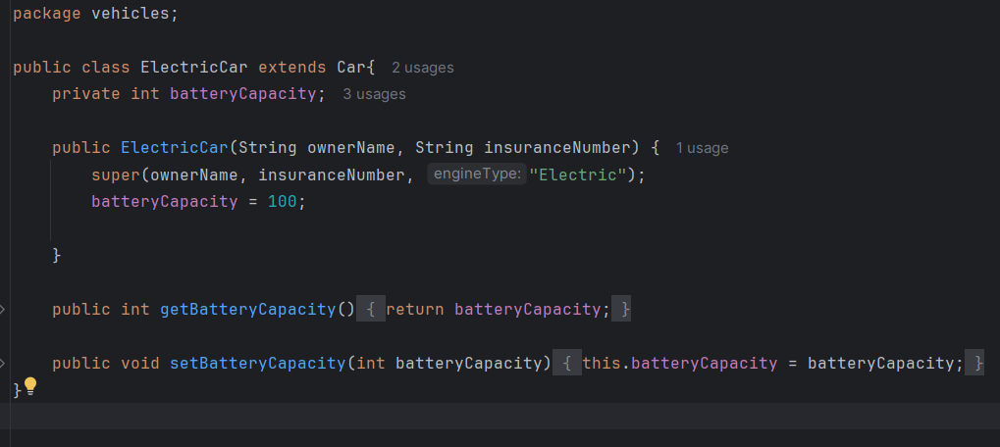 package vehicles;
public class ElectricCar extends Car{ 2 usages
private int batteryCapacity; 3 usages
public ElectricCar(String ownerName, String insuranceNumber) { 1 usage
super(ownerName, insuranceNumber, engineType: "Electric");
batteryCapacity = 100;
}
public int getBatteryCapacity() { return batteryCapacity; }
public void setBatteryCapacity(int batteryCapacity) { this.batteryCapacity = batteryCapacity; }
}